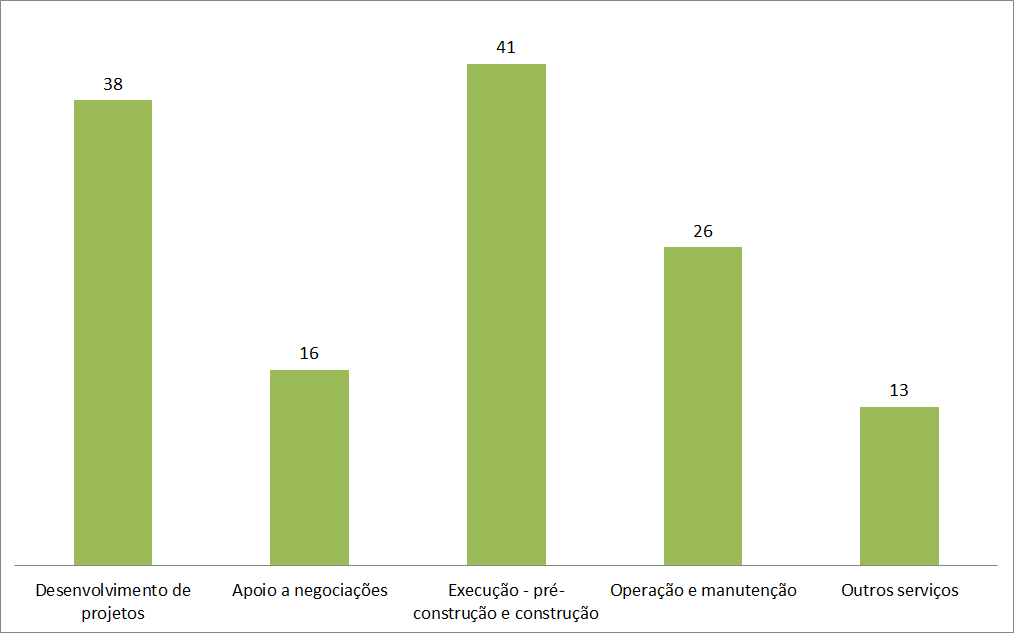 41
38
26
16
13
Desenvolvimento de
projetos
Apoio a negociações
Execução - pré-
construção e construção
Operação e manutenção
Outros serviços